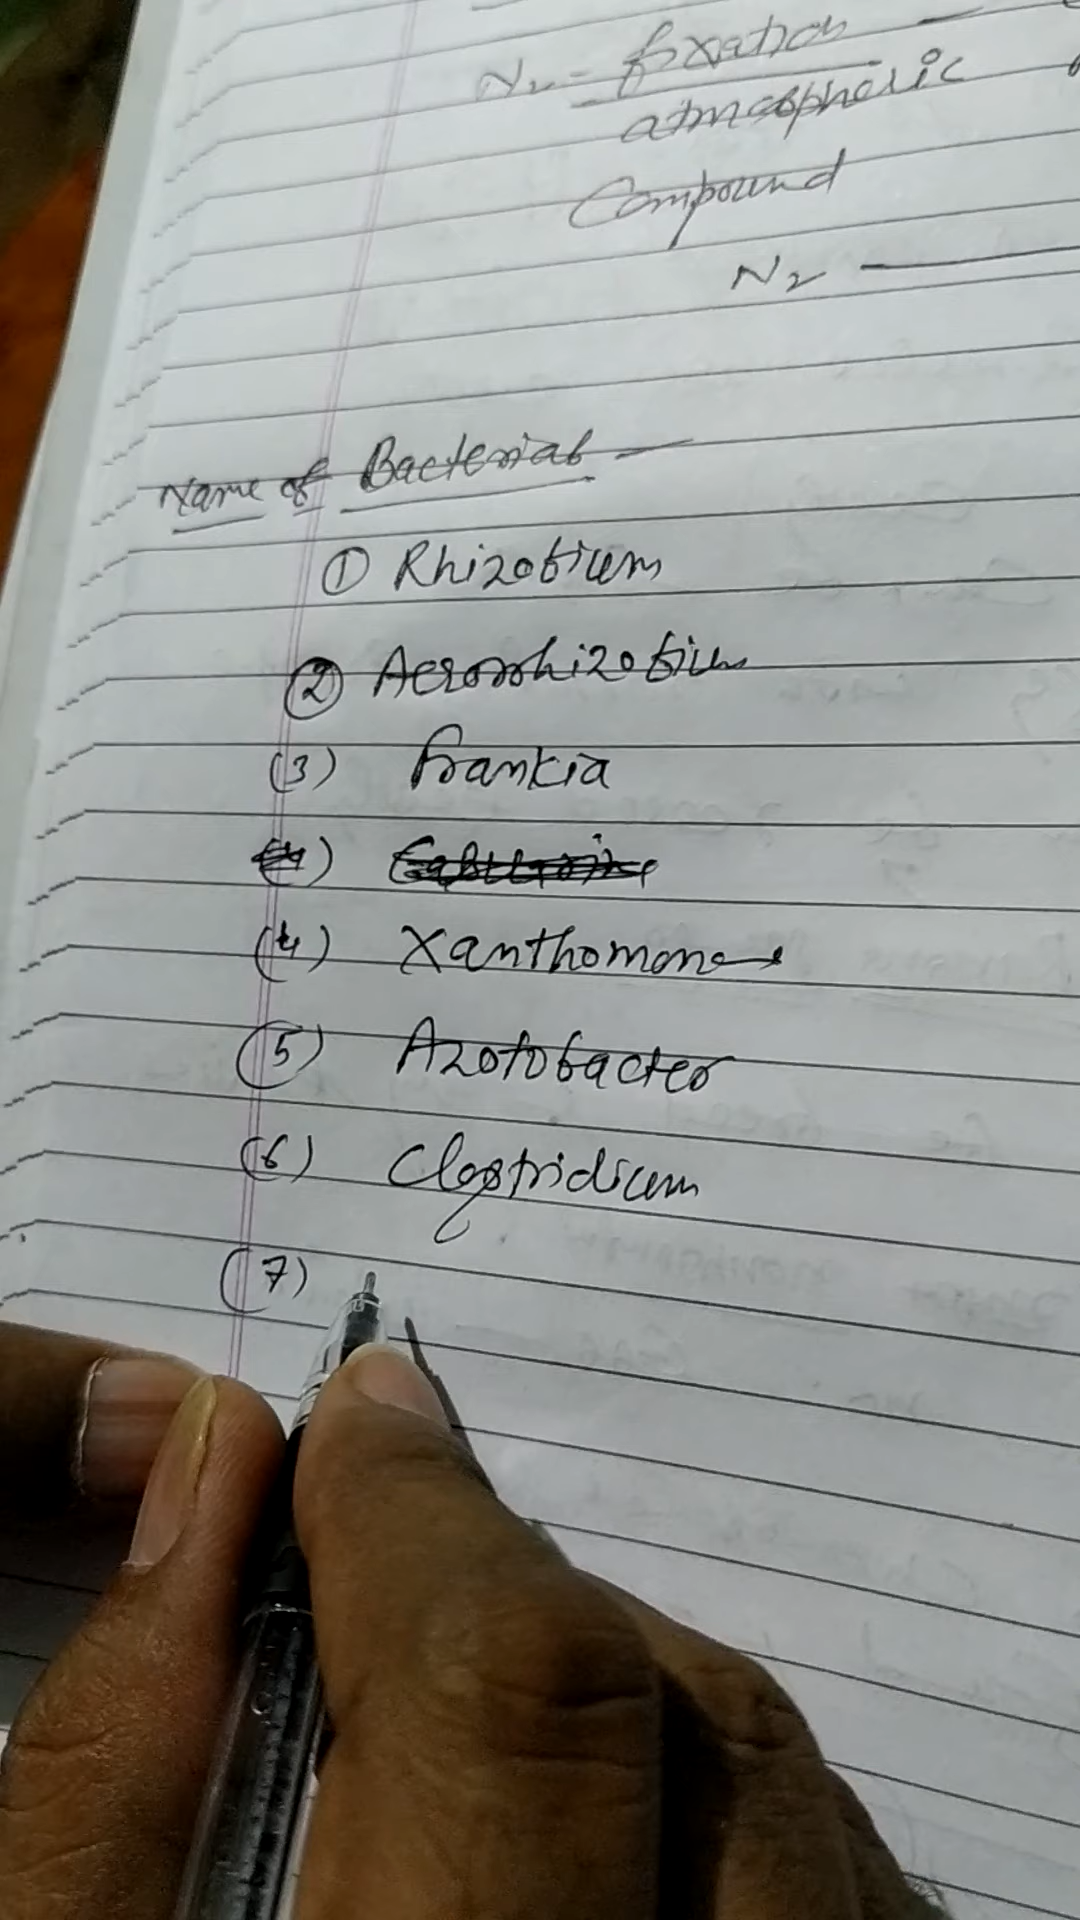 N2 - fixation —
atmospheric
Compound
N2 —
Name of Bacterial —
① Rhizobium
② Aerorhizobium
(3) Frankia
(4) Xanthomonas
(5) Azotobacter
(6) Clostridium
(7)